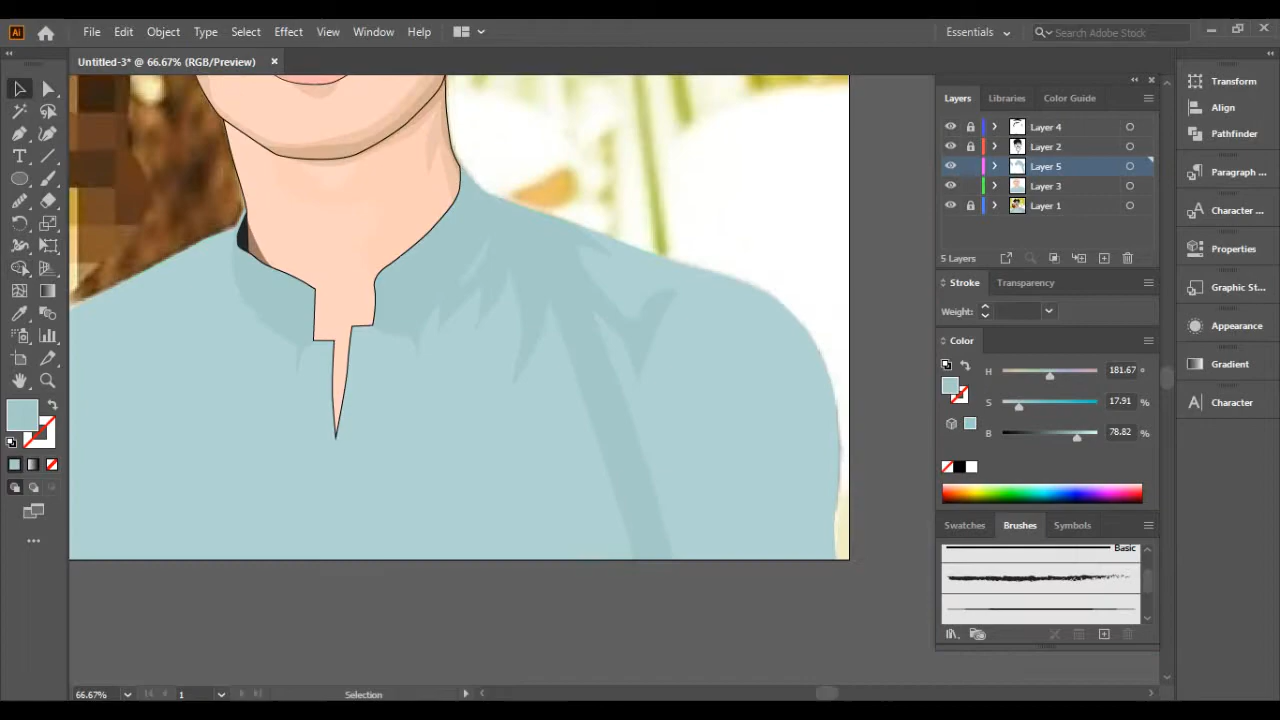 Ai File Edit Object Type Select Effect View Window Help Essentials Search Adobe Stock
Untitled-3* @ 66.67% (RGB/Preview)
Layers Libraries Color Guide
Layer 4
Layer 2
Layer 5
Layer 3
Layer 1
5 Layers
Stroke Transparency
Weight:
Color
H 181.67 °
S 17.91 %
B 78.82 %
Swatches Brushes Symbols
Basic
Transform
Align
Pathfinder
Paragraph ...
Character ...
Properties
Graphic St...
Appearance
Gradient
Character
66.67% 1 Selection